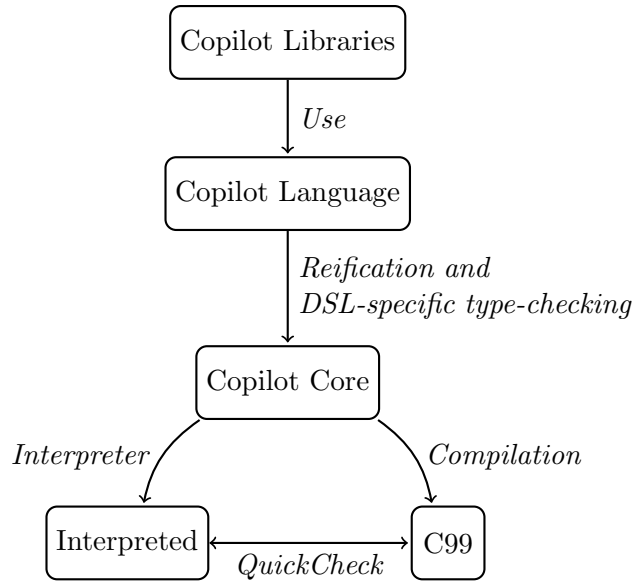 Copilot Libraries
Use
Copilot Language
Reification and
DSL-specific type-checking
Copilot Core
Interpreter
Compilation
Interpreted
C99
QuickCheck